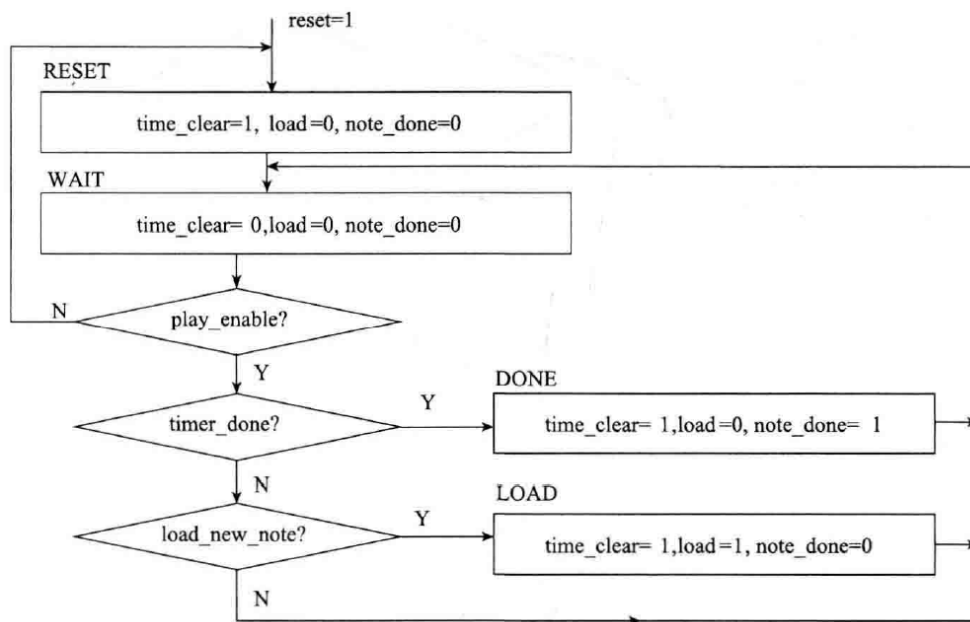 reset=1
RESET
time_clear=1, load=0, note_done=0
WAIT
time_clear= 0,load=0, note_done=0
N
play_enable?
Y
DONE
timer_done?
Y
time_clear= 1,load=0, note_done= 1
N
LOAD
load_new_note?
Y
time_clear= 1,load=1, note_done=0
N